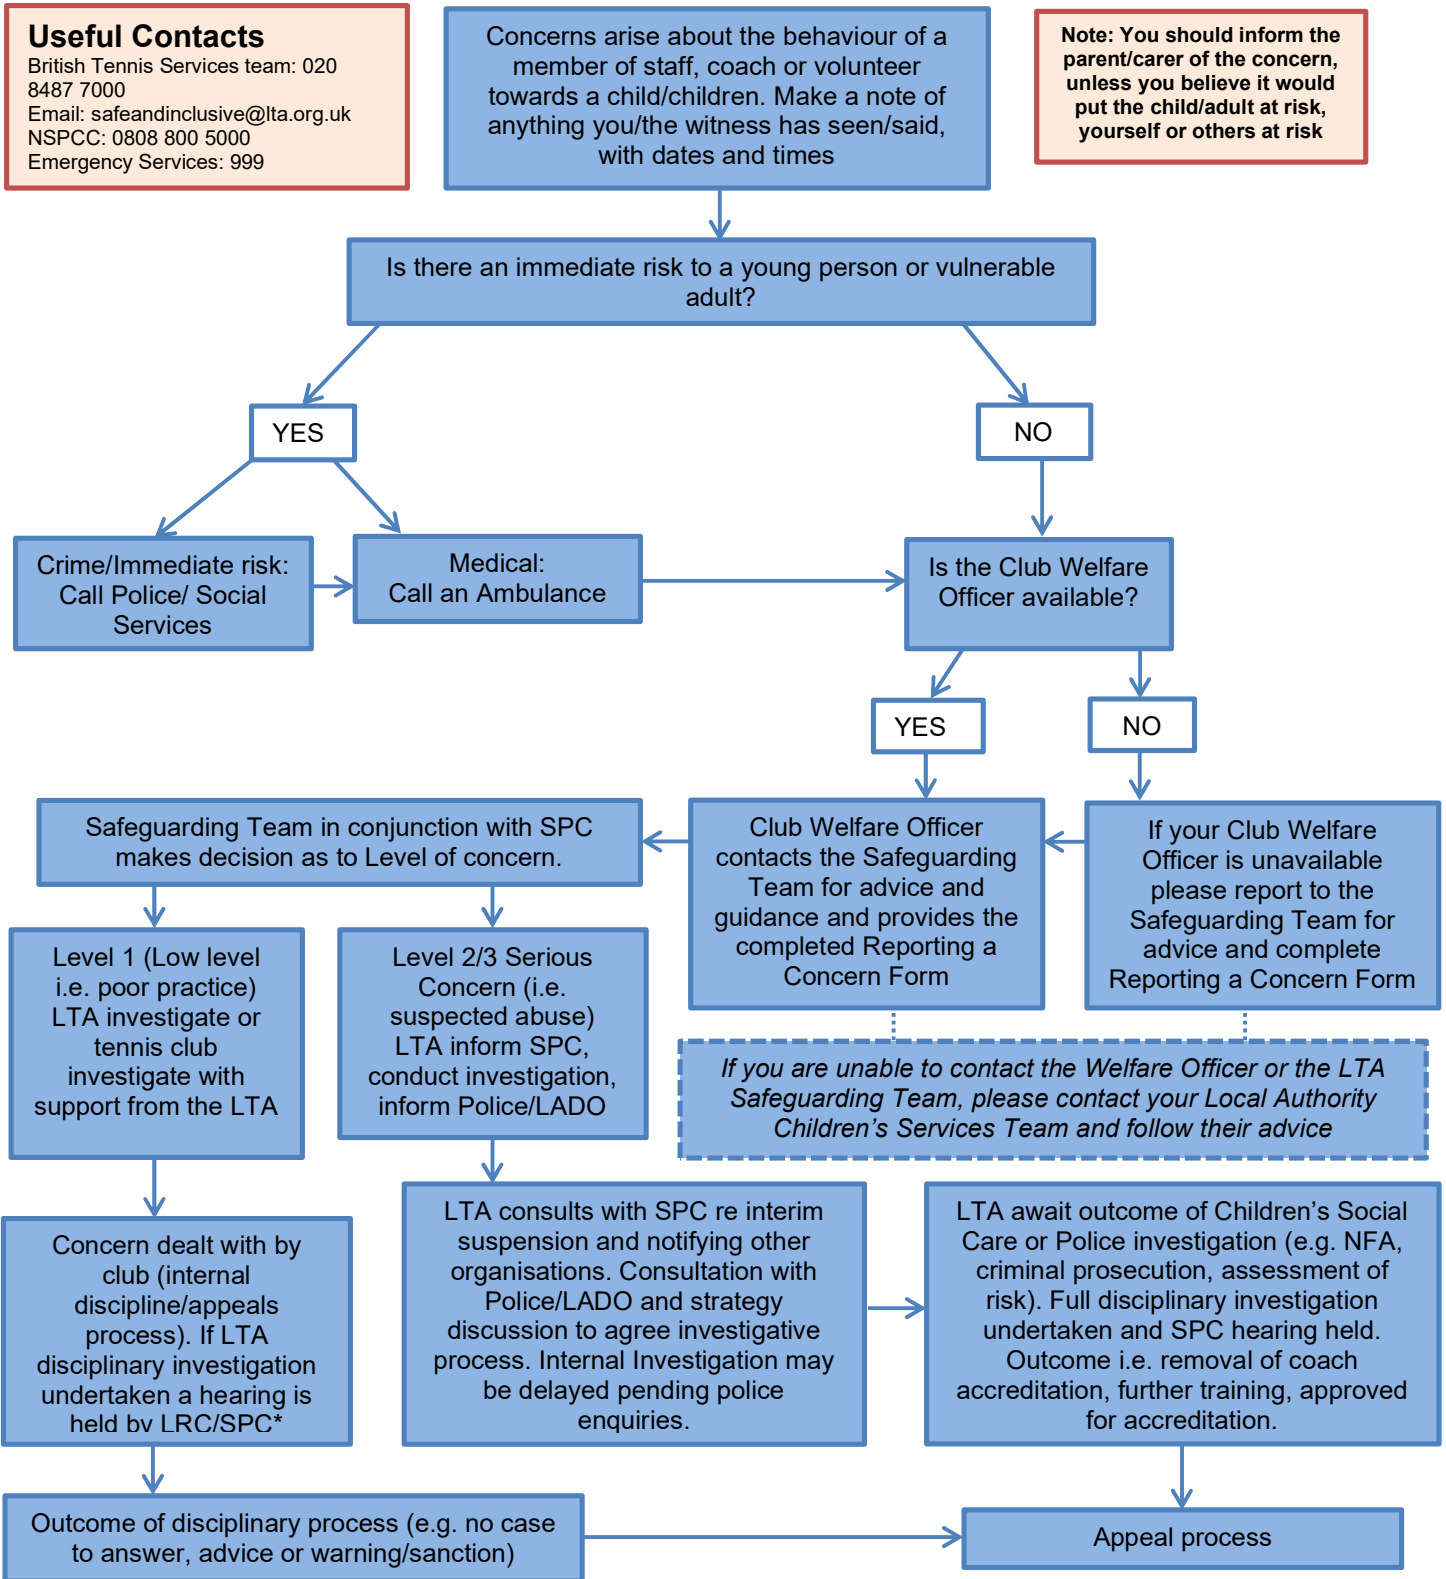 Useful Contacts
British Tennis Services team: 020
8487 7000
Email: safeandinclusive@lta.org.uk
NSPCC: 0808 800 5000
Emergency Services: 999
Concerns arise about the behaviour of a
member of staff, coach or volunteer
towards a child/children. Make a note of
anything you/the witness has seen/said,
with dates and times
Note: You should inform the
parent/carer of the concern,
unless you believe it would
put the child/adult at risk,
yourself or others at risk
Is there an immediate risk to a young person or vulnerable
adult?
YES
NO
Crime/Immediate risk:
Call Police/ Social
Services
Medical:
Call an Ambulance
Is the Club Welfare
Officer available?
YES
NO
Safeguarding Team in conjunction with SPC
makes decision as to Level of concern.
Club Welfare Officer
contacts the Safeguarding
Team for advice and
guidance and provides the
completed Reporting a
Concern Form
If your Club Welfare
Officer is unavailable
please report to the
Safeguarding Team for
advice and complete
Reporting a Concern Form
Level 1 (Low level
i.e. poor practice)
LTA investigate or
tennis club
investigate with
support from the LTA
Level 2/3 Serious
Concern (i.e.
suspected abuse)
LTA inform SPC,
conduct investigation,
inform Police/LADO
If you are unable to contact the Welfare Officer or the LTA
Safeguarding Team, please contact your Local Authority
Children’s Services Team and follow their advice
Concern dealt with by
club (internal
discipline/appeals
process). If LTA
disciplinary investigation
undertaken a hearing is
held by LRC/SPC*
LTA consults with SPC re interim
suspension and notifying other
organisations. Consultation with
Police/LADO and strategy
discussion to agree investigative
process. Internal Investigation may
be delayed pending police
enquiries.
LTA await outcome of Children’s Social
Care or Police investigation (e.g. NFA,
criminal prosecution, assessment of
risk). Full disciplinary investigation
undertaken and SPC hearing held.
Outcome i.e. removal of coach
accreditation, further training, approved
for accreditation.
Outcome of disciplinary process (e.g. no case
to answer, advice or warning/sanction)
Appeal process